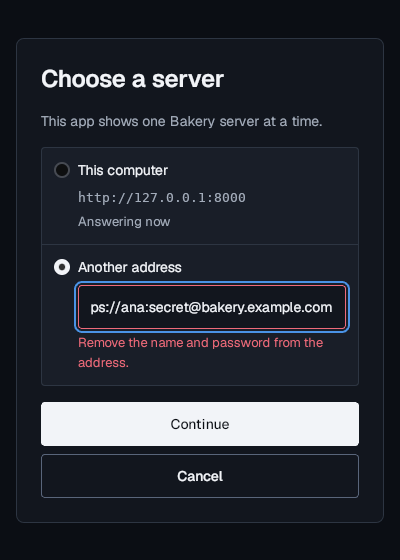 Choose a server
This app shows one Bakery server at a time.
This computer
http://127.0.0.1:8000
Answering now
Another address
ps://ana:secret@bakery.example.com
Remove the name and password from the
address.
Continue
Cancel